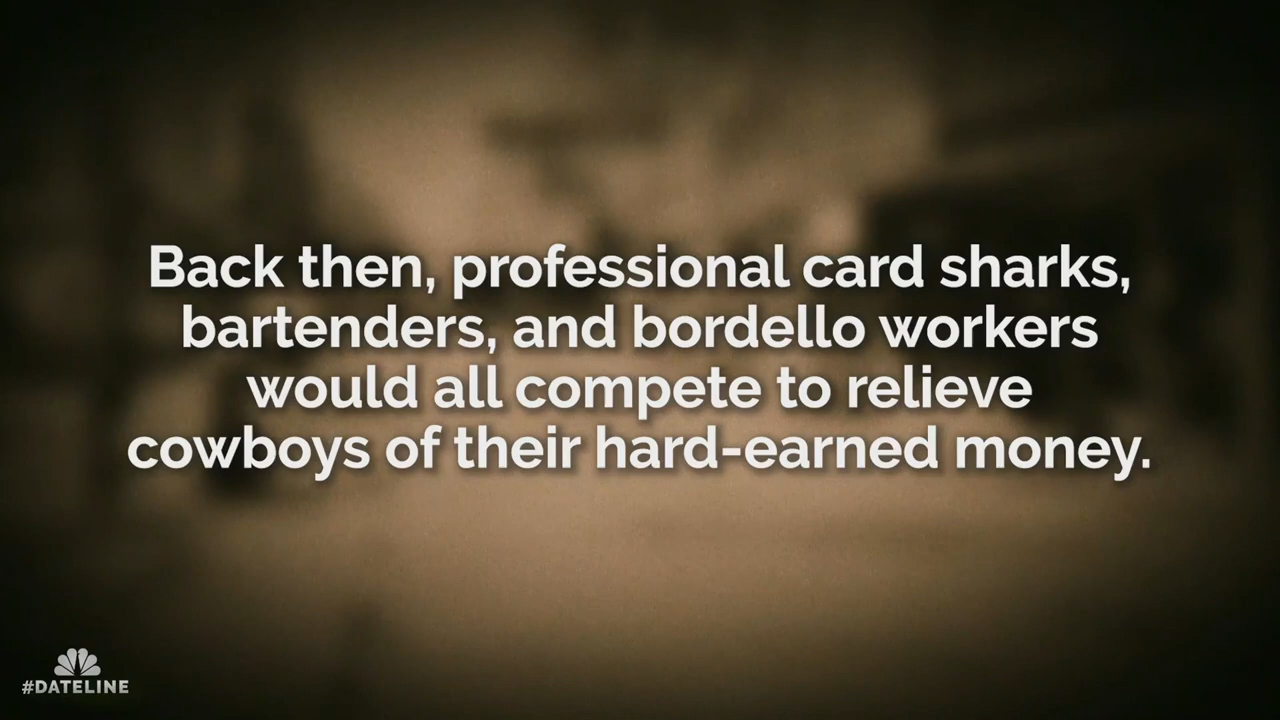 Back then, professional card sharks,
bartenders, and bordello workers
would all compete to relieve
cowboys of their hard-earned money.
#DATELINE